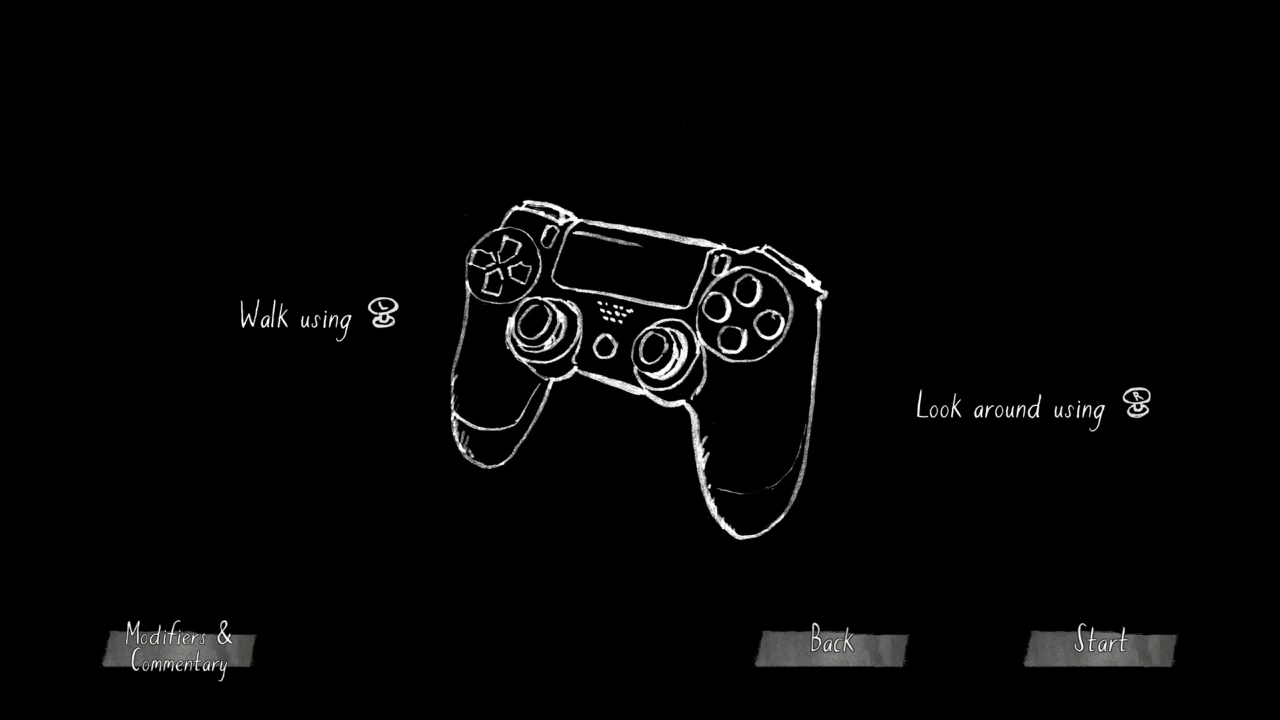 Walk using
Look around using
Modifiers &
Commentary
Back
Start